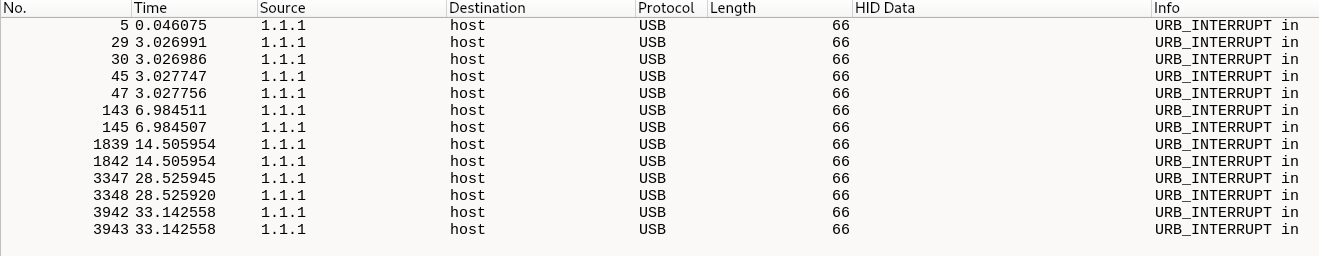 No. Time Source Destination Protocol Length HID Data Info
5 0.046075 1.1.1 host USB 66 URB_INTERRUPT in
29 3.026991 1.1.1 host USB 66 URB_INTERRUPT in
30 3.026986 1.1.1 host USB 66 URB_INTERRUPT in
45 3.027747 1.1.1 host USB 66 URB_INTERRUPT in
47 3.027756 1.1.1 host USB 66 URB_INTERRUPT in
143 6.984511 1.1.1 host USB 66 URB_INTERRUPT in
145 6.984507 1.1.1 host USB 66 URB_INTERRUPT in
1839 14.505954 1.1.1 host USB 66 URB_INTERRUPT in
1842 14.505954 1.1.1 host USB 66 URB_INTERRUPT in
3347 28.525945 1.1.1 host USB 66 URB_INTERRUPT in
3348 28.525920 1.1.1 host USB 66 URB_INTERRUPT in
3942 33.142558 1.1.1 host USB 66 URB_INTERRUPT in
3943 33.142558 1.1.1 host USB 66 URB_INTERRUPT in